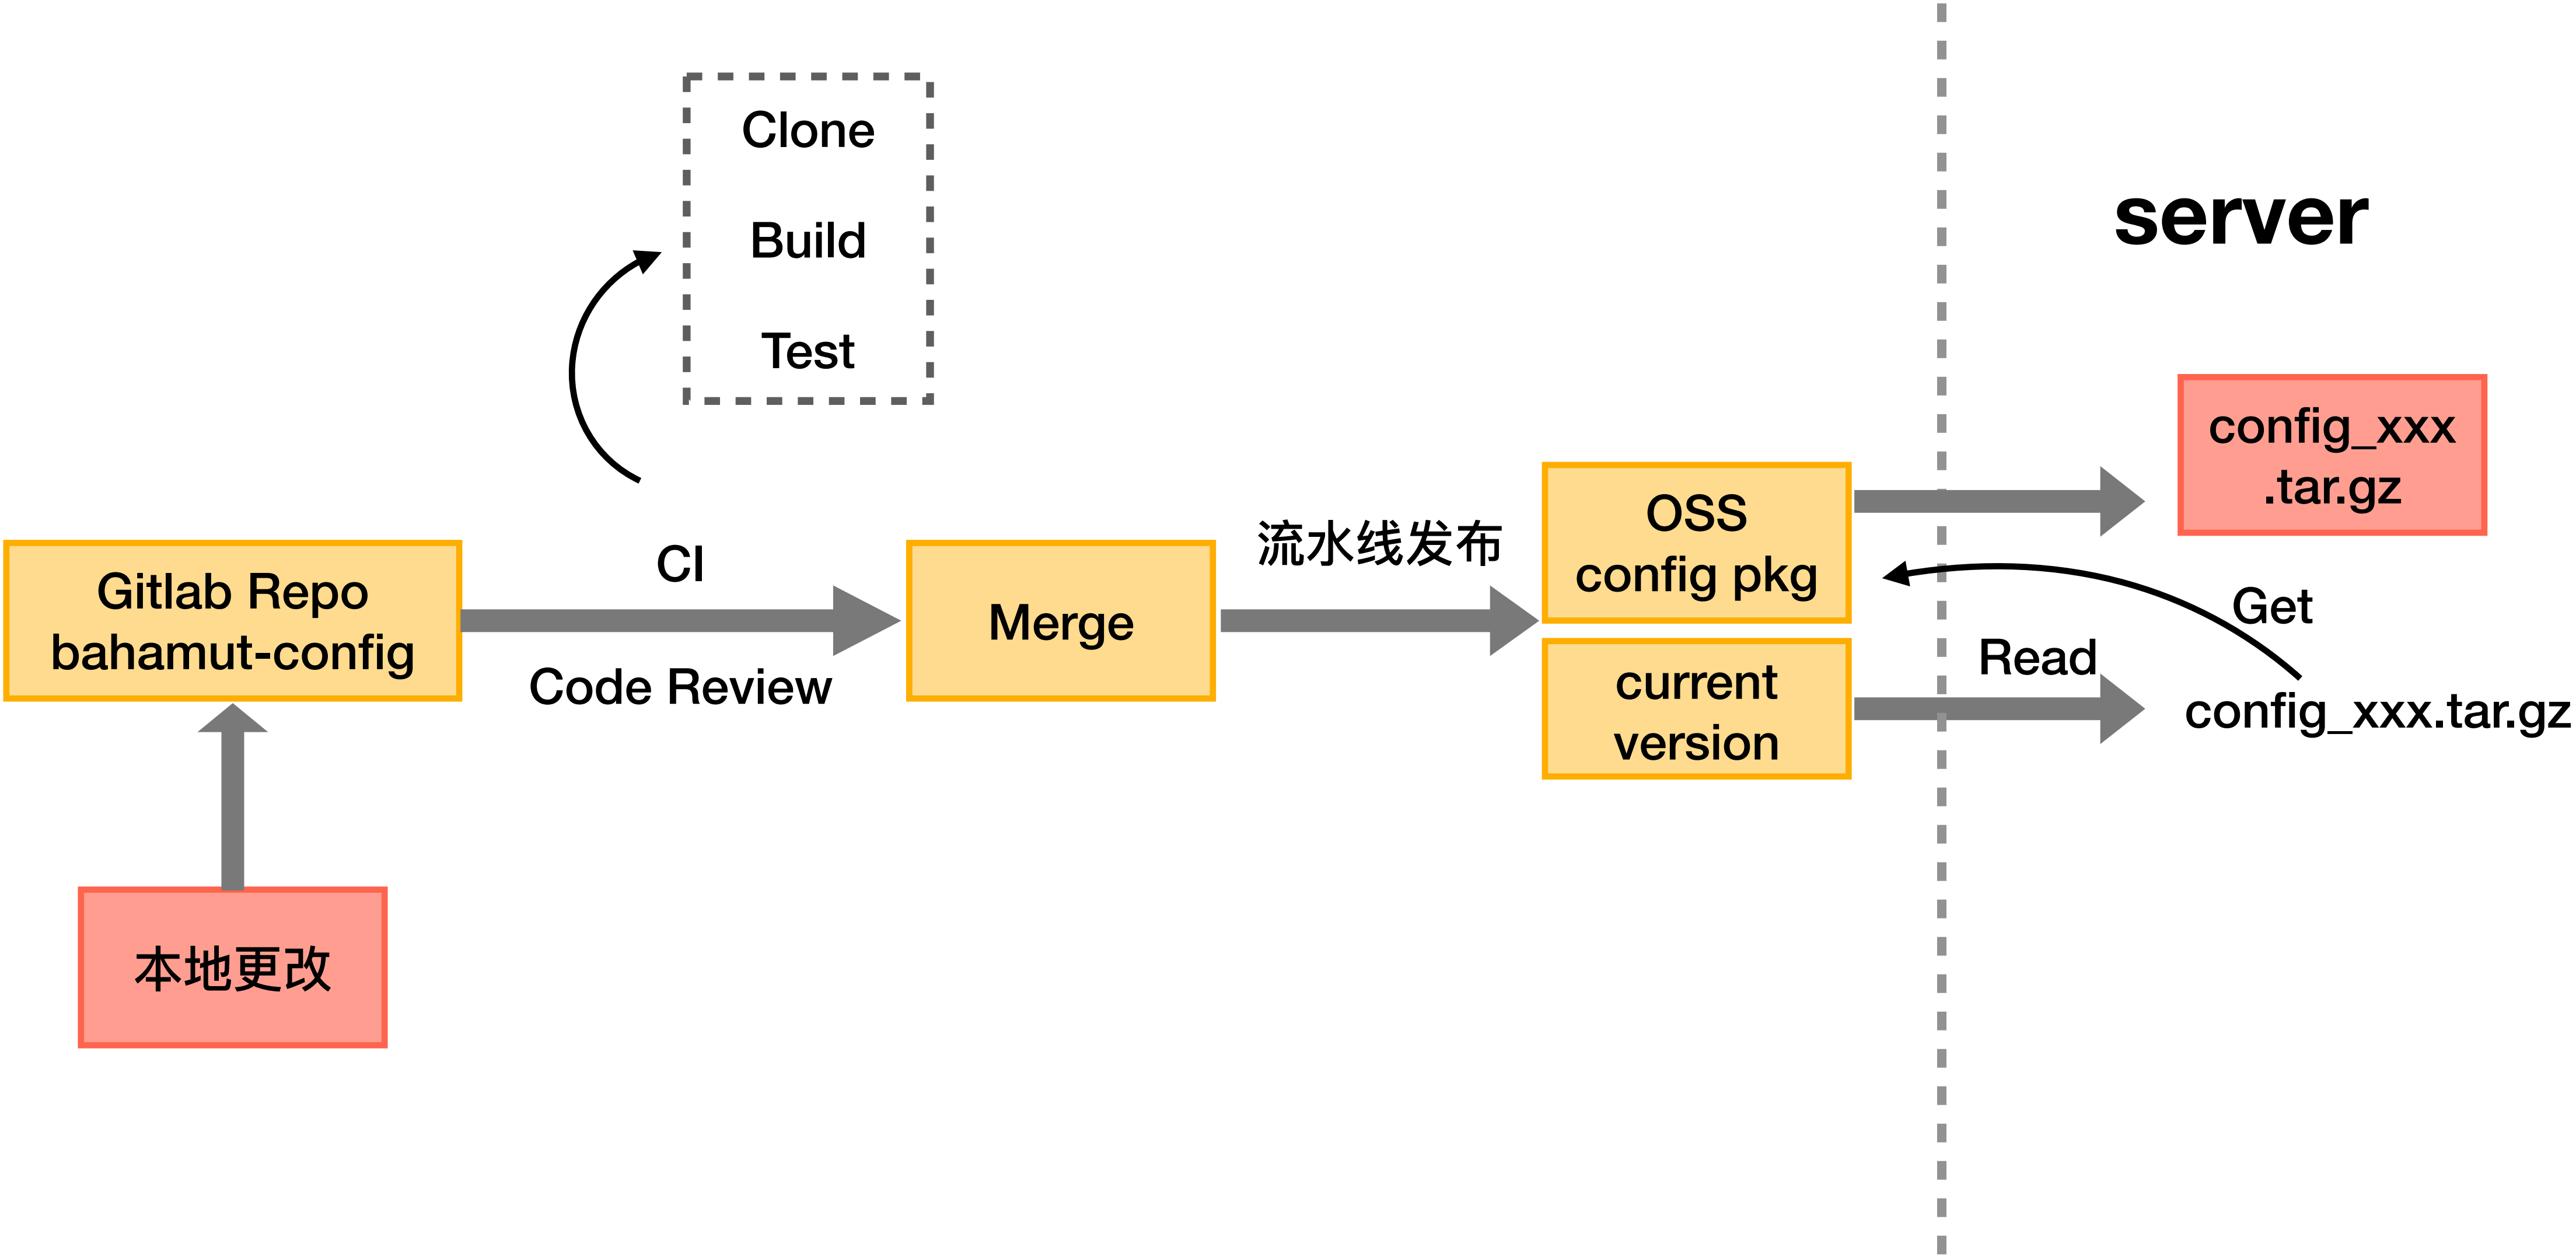 Clone
Build
Test
server
CI
Code Review
Gitlab Repo
bahamut-config
本地更改
Merge
流水线发布
OSS
config pkg
current
version
config_xxx
.tar.gz
Get
Read
config_xxx.tar.gz